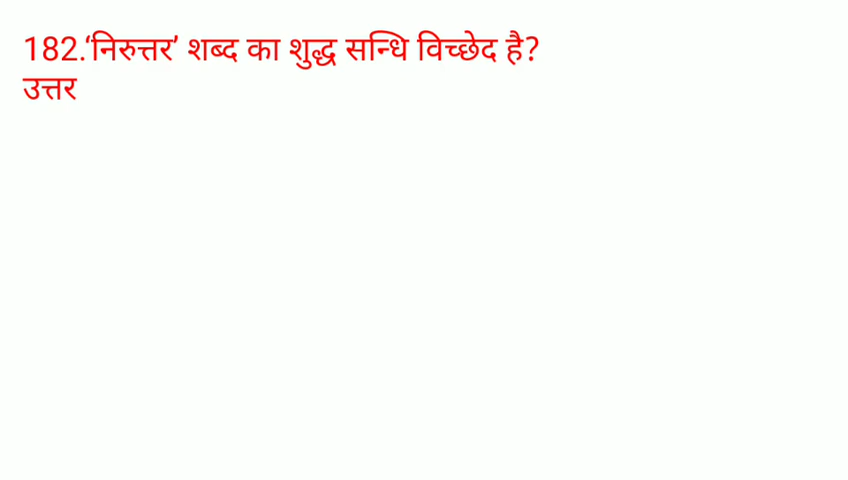 182.‘निरुत्तर’ शब्द का शुद्ध सन्धि विच्छेद है?
उत्तर